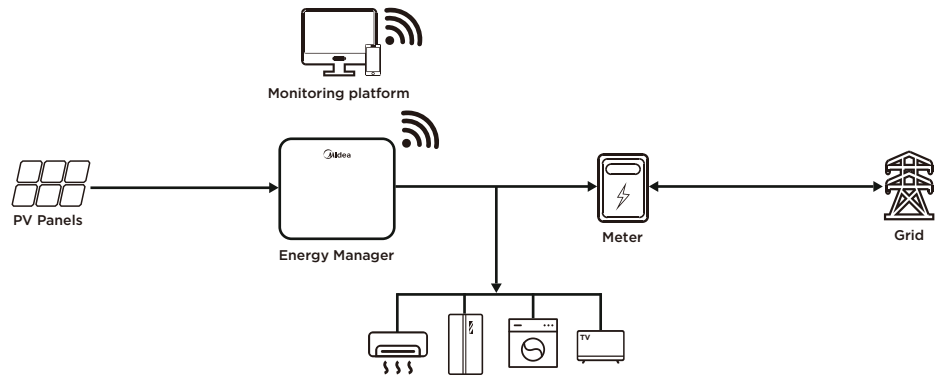 Monitoring platform
Midea
PV Panels
Energy Manager
Meter
Grid
TV